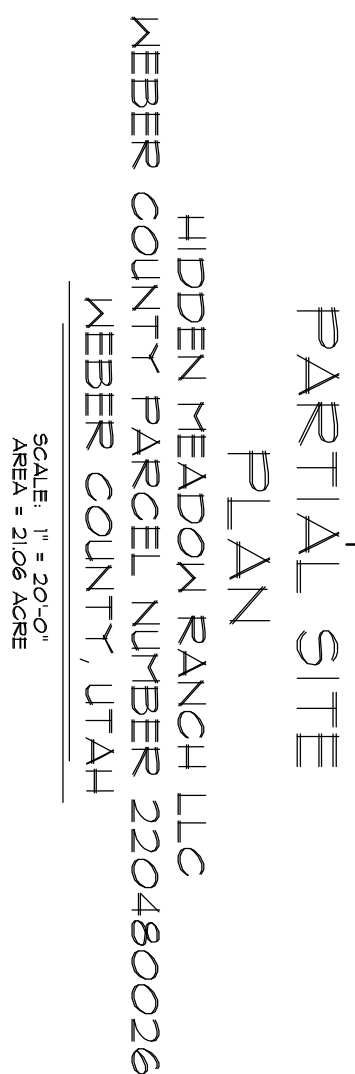 PARTIAL SITE
PLAN
HIDDEN MEADOW RANCH LLC
WEBER COUNTY PARCEL NUMBER 220480026
WEBER COUNTY, UTAH
SCALE: 1" = 20'-0"
AREA = 21.06 ACRE